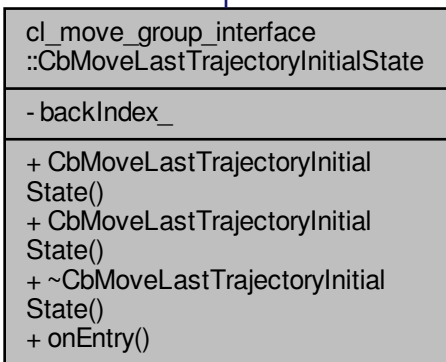 cl_move_group_interface
::CbMoveLastTrajectoryInitialState
- backIndex_
+ CbMoveLastTrajectoryInitial
State()
+ CbMoveLastTrajectoryInitial
State()
+ ~CbMoveLastTrajectoryInitial
State()
+ onEntry()